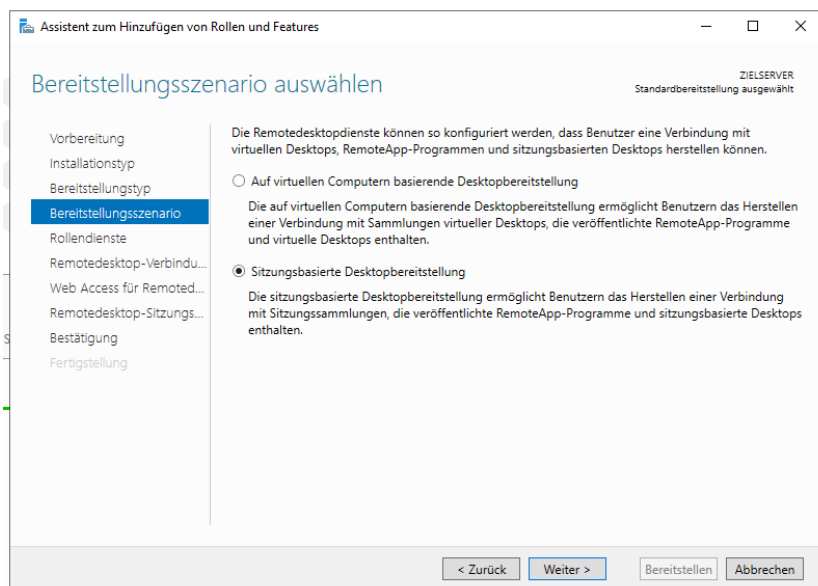 Assistent zum Hinzufügen von Rollen und Features
Bereitstellungsszenario auswählen
ZIELSERVER
Standardbereitstellung ausgewählt
Vorbereitung
Installationstyp
Bereitstellungstyp
Bereitstellungsszenario
Rollendienste
Remotedesktop-Verbindu...
Web Access für Remoted...
Remotedesktop-Sitzungs...
Bestätigung
Fertigstellung
Die Remotedesktopdienste können so konfiguriert werden, dass Benutzer eine Verbindung mit
virtuellen Desktops, RemoteApp-Programmen und sitzungsbasierten Desktops herstellen können.
Auf virtuellen Computern basierende Desktopbereitstellung
Die auf virtuellen Computern basierende Desktopbereitstellung ermöglicht Benutzern das Herstellen
einer Verbindung mit Sammlungen virtueller Desktops, die veröffentlichte RemoteApp-Programme
und virtuelle Desktops enthalten.
Sitzungsbasierte Desktopbereitstellung
Die sitzungsbasierte Desktopbereitstellung ermöglicht Benutzern das Herstellen einer Verbindung
mit Sitzungssammlungen, die veröffentlichte RemoteApp-Programme und sitzungsbasierte Desktops
enthalten.
< Zurück
Weiter >
Bereitstellen
Abbrechen